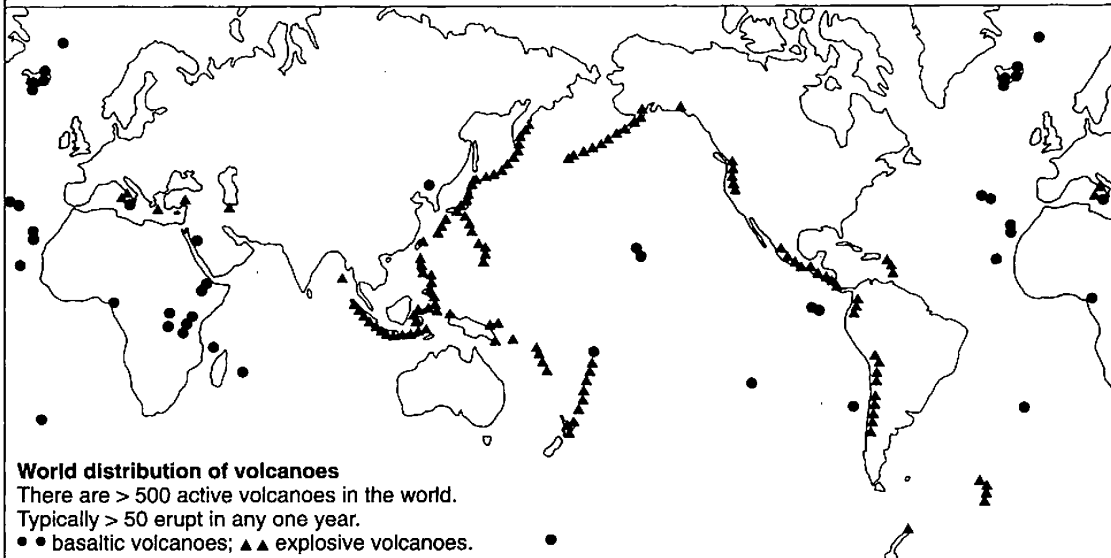 World distribution of volcanoes
There are > 500 active volcanoes in the world.
Typically > 50 erupt in any one year.
●● basaltic volcanoes; ▲▲ explosive volcanoes.